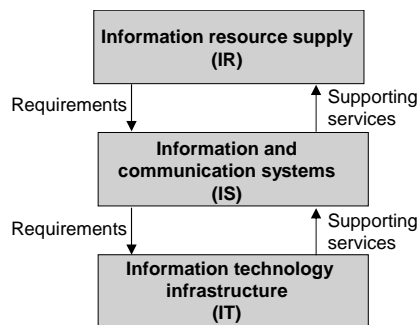 Information resource supply
(IR)
Requirements
Supporting
services
Information and
communication systems
(IS)
Requirements
Supporting
services
Information technology
infrastructure
(IT)